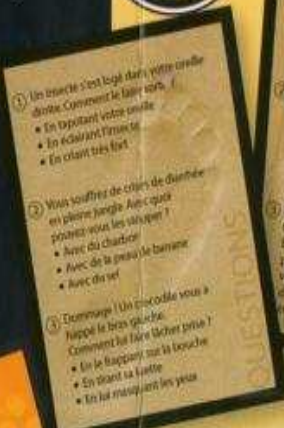 ① Un insecte s'est logé dans votre oreille
droite. Comment le faire sortir ?
• En tapotant votre oreille
• En éclairant l'insecte
• En criant très fort
② Vous souffrez de crises de diarrhée
en pleine jungle. Avec quoi
pouvez-vous les stopper ?
• Avec du charbon
• Avec de la peau de banane
• Avec du sel
③ Dommage ! Un crocodile vous a
happé le bras gauche.
Comment lui faire lâcher prise ?
• En le frappant sur la bouche
• En tirant sa luette
• En lui masquant les yeux
QUESTIONS